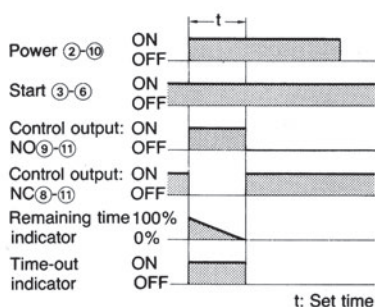 t
Power ②-⑩ ON
OFF
Start ③-⑥ ON
OFF
Control output: ON
NO⑨-⑪ OFF
Control output: ON
NC⑧-⑪ OFF
Remaining time 100%
indicator 0%
Time-out ON
indicator OFF
t: Set time